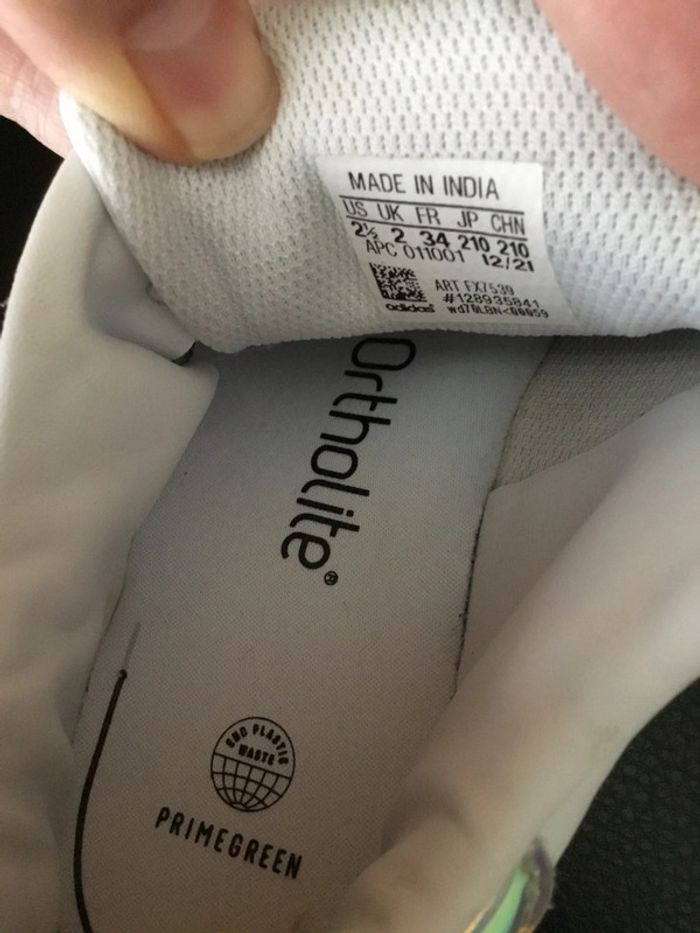 MADE IN INDIA
US UK FR JP CHN
2½ 2 34 210 210
APC 011001 12/21
ART FX7539
#128935841
adidas
Ortholite®
END PLASTIC
WASTE
PRIMEGREEN